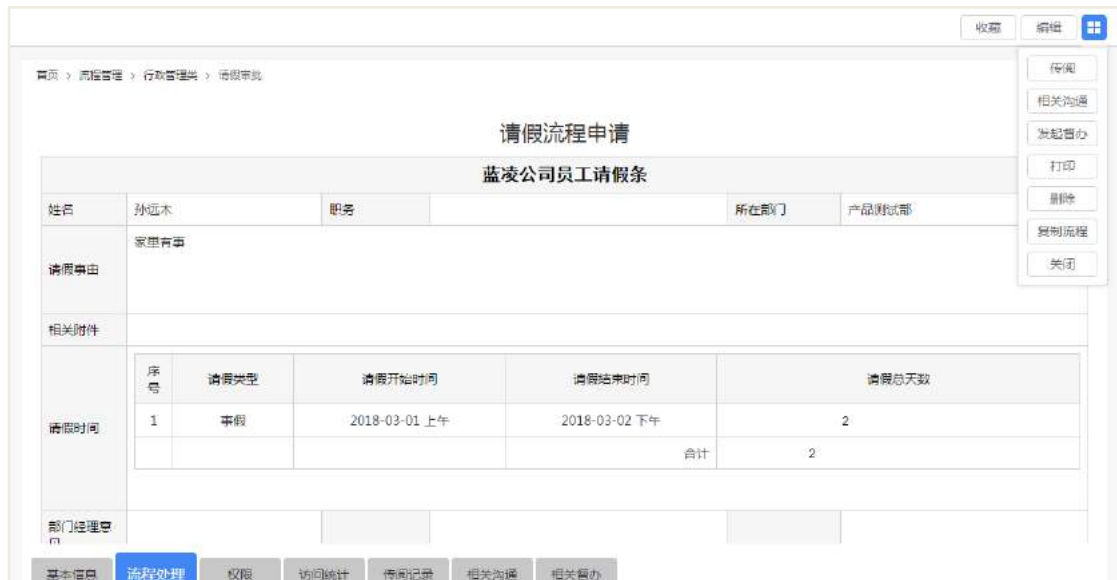 收藏 编辑
传阅
首页 > 流程管理 > 行政管理类 > 请假审批
相关沟通
请假流程申请
发起督办
蓝凌公司员工请假条
打印
姓名 孙远木 职务 所在部门 产品测试部
删除
复制流程
请假事由 家里有事
关闭
相关附件
请假时间
序号 请假类型 请假开始时间 请假结束时间 请假总天数
1 事假 2018-03-01 上午 2018-03-02 下午 2
合计 2
部门经理意见
基本信息 流程处理 权限 访问统计 传阅记录 相关沟通 相关督办